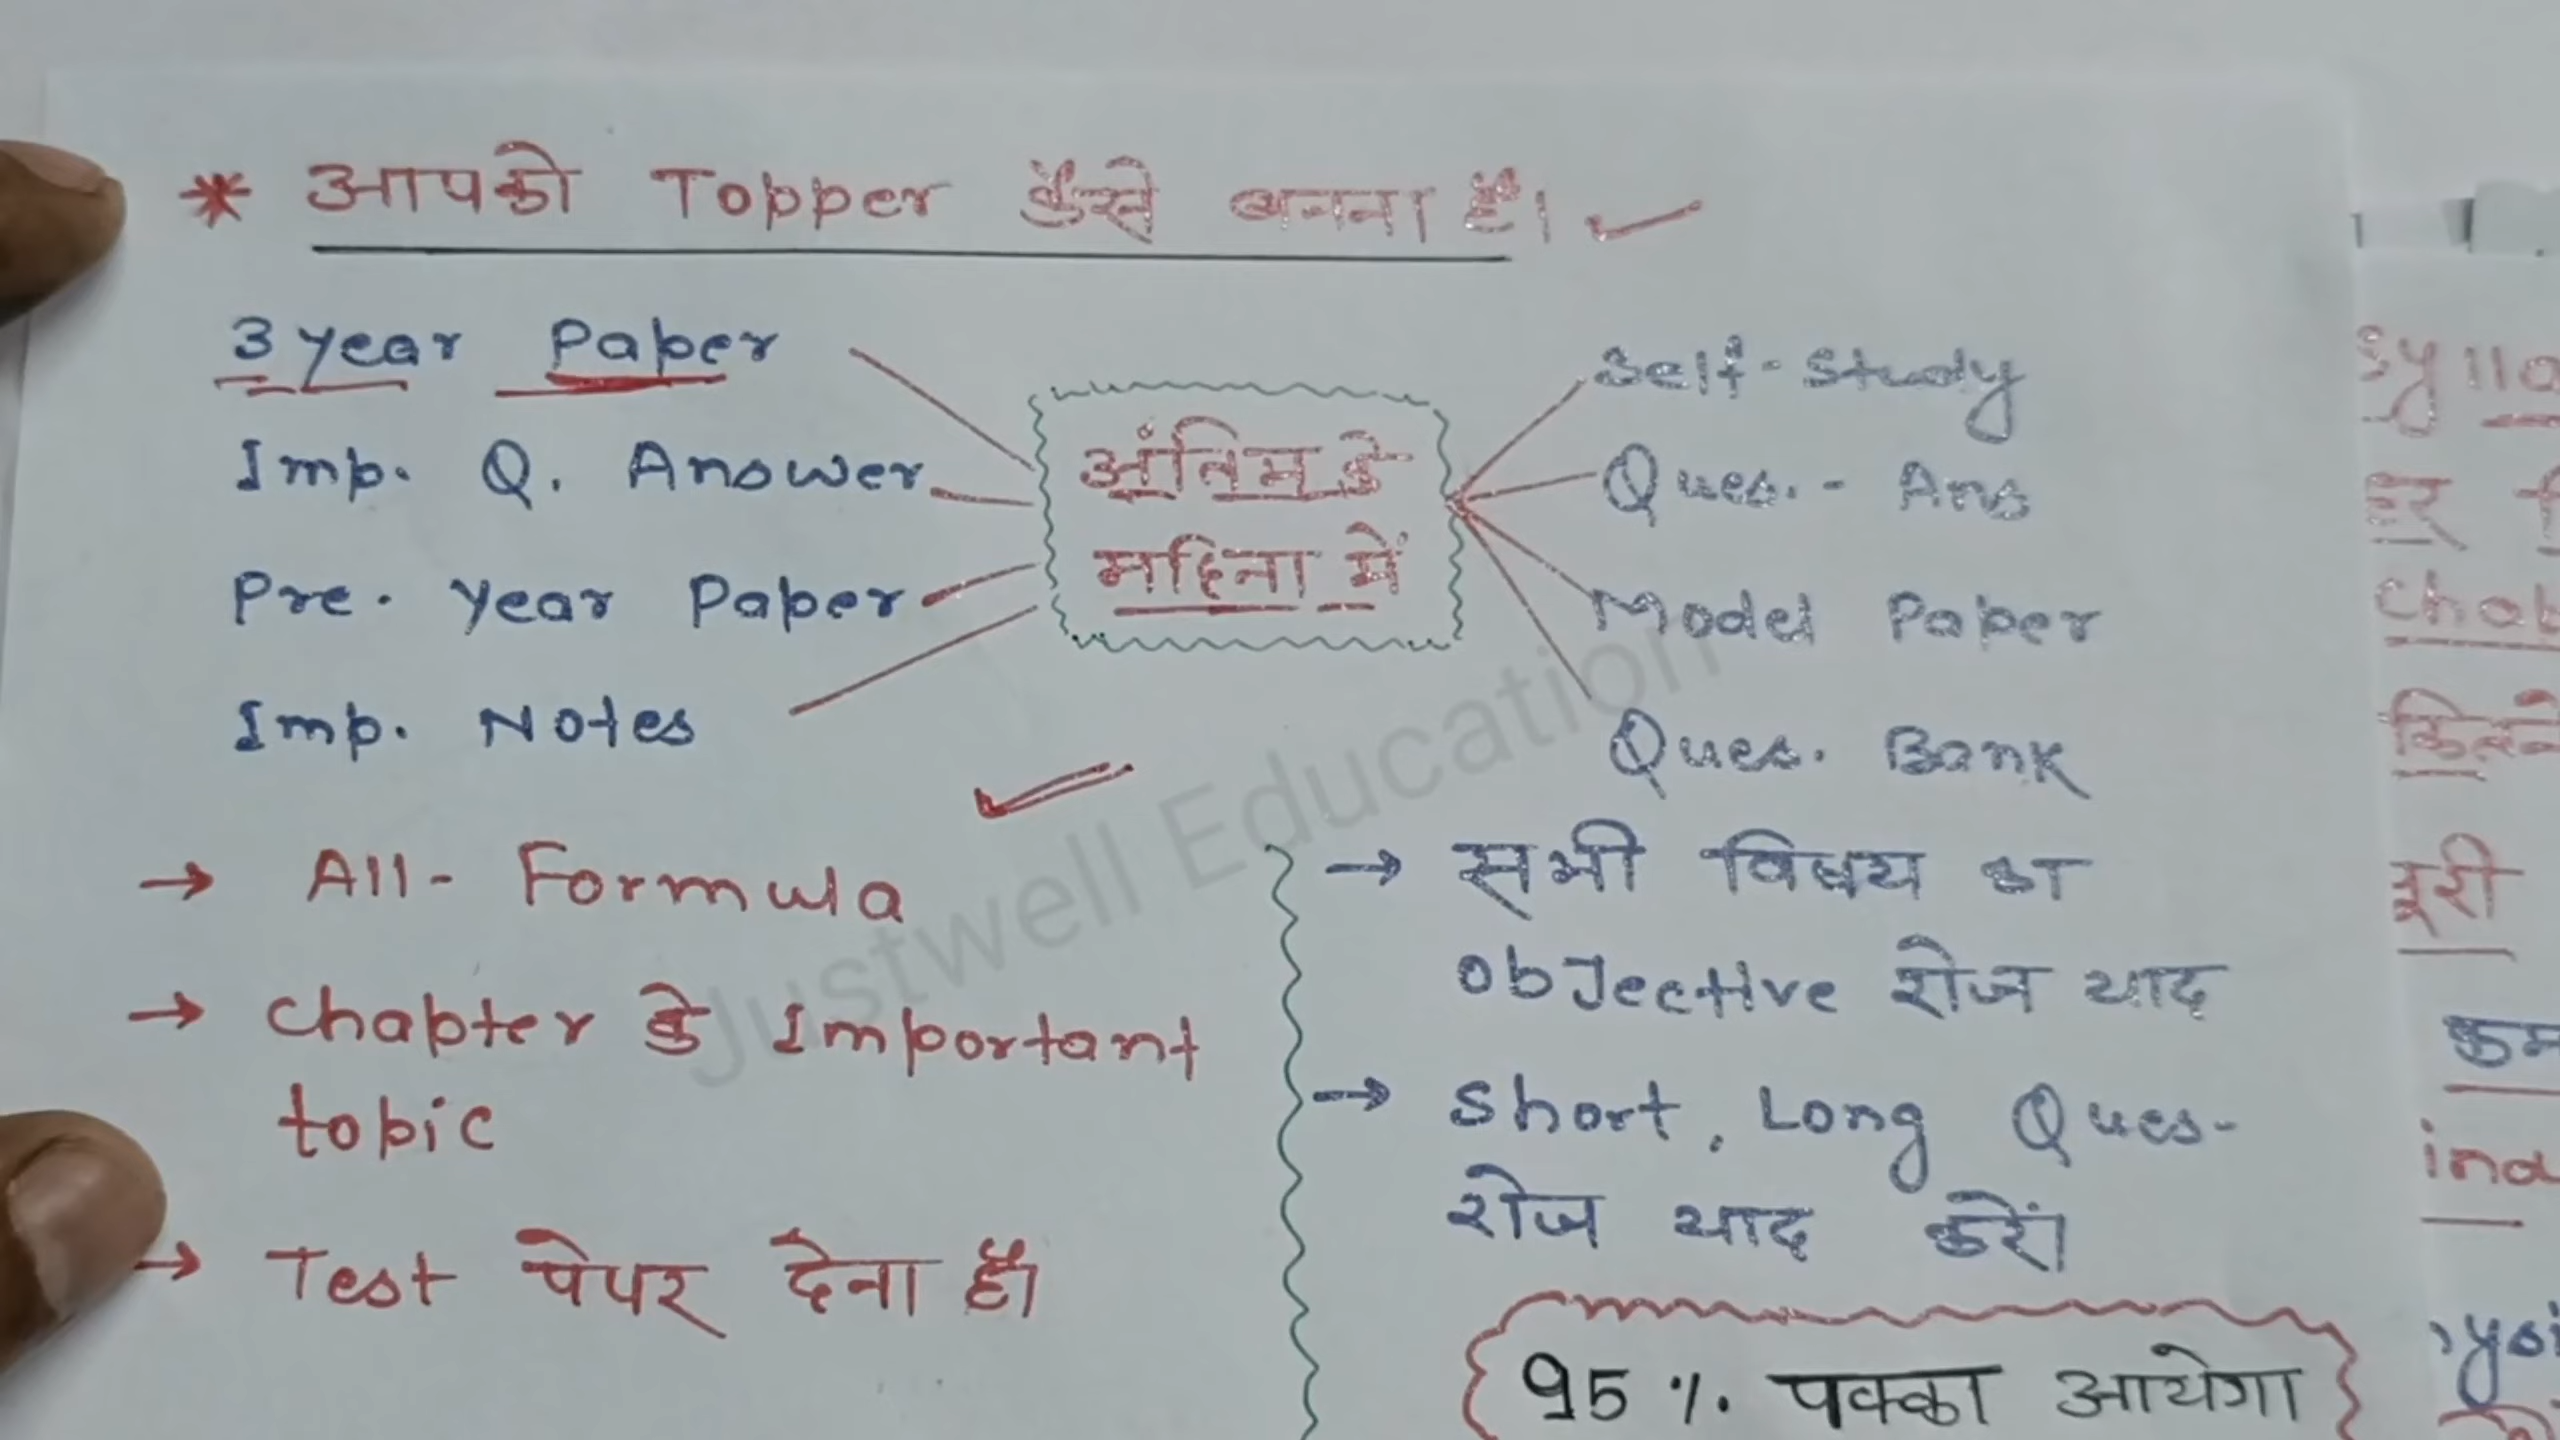 * आपको Topper कैसे बनना है। ✓
3 year Paper
Imp. Q. Answer
Pre. year Paper
Imp. Notes
अंतिम के
महिना में
Self-Study
Ques.- Ans
Model Paper
Ques. Bank
→ All- Formula
→ Chapter के Important
topic
→ Test पेपर देना है।
→ सभी विषय का
objective रोज याद
→ Short, Long Ques-
रोज याद करें।
95 % पक्का आयेगा
Justwell Education